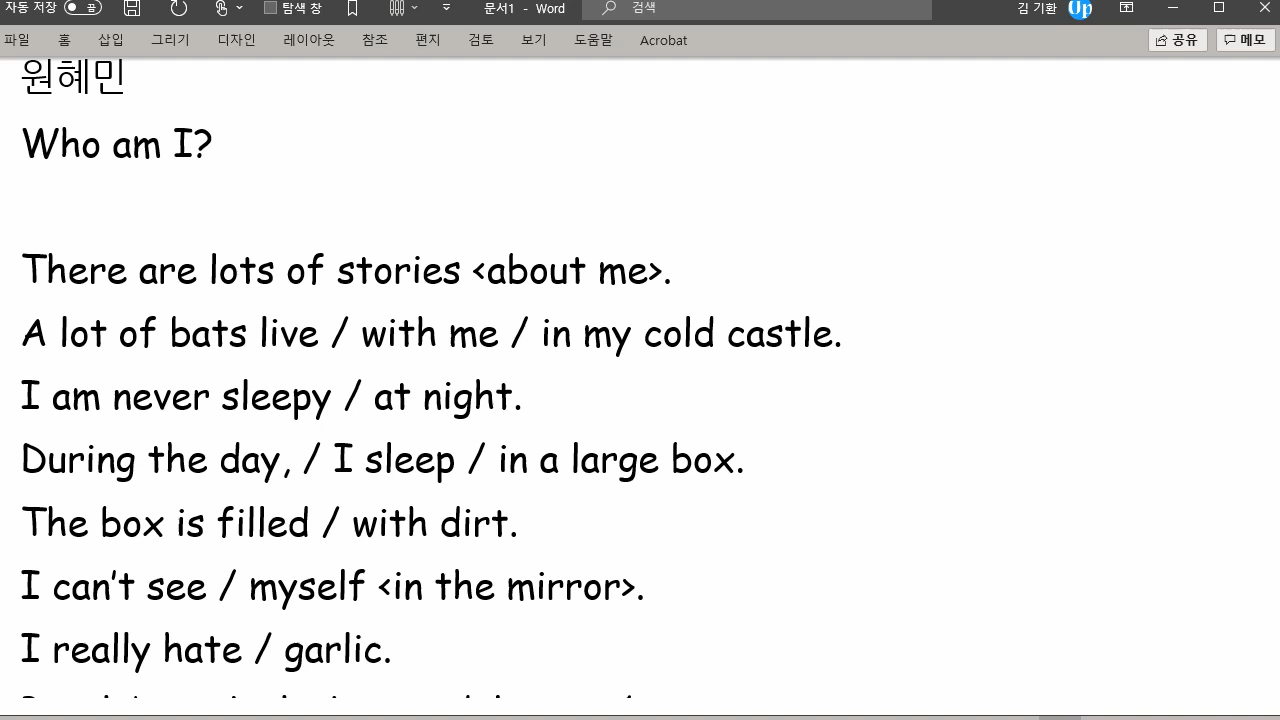 자동 저장 끔 탐색 창 문서1 - Word 검색 김 기환 Up
파일 홈 삽입 그리기 디자인 레이아웃 참조 편지 검토 보기 도움말 Acrobat 공유 메모
원혜민
Who am I?
There are lots of stories <about me>.
A lot of bats live / with me / in my cold castle.
I am never sleepy / at night.
During the day, / I sleep / in a large box.
The box is filled / with dirt.
I can't see / myself <in the mirror>.
I really hate / garlic.